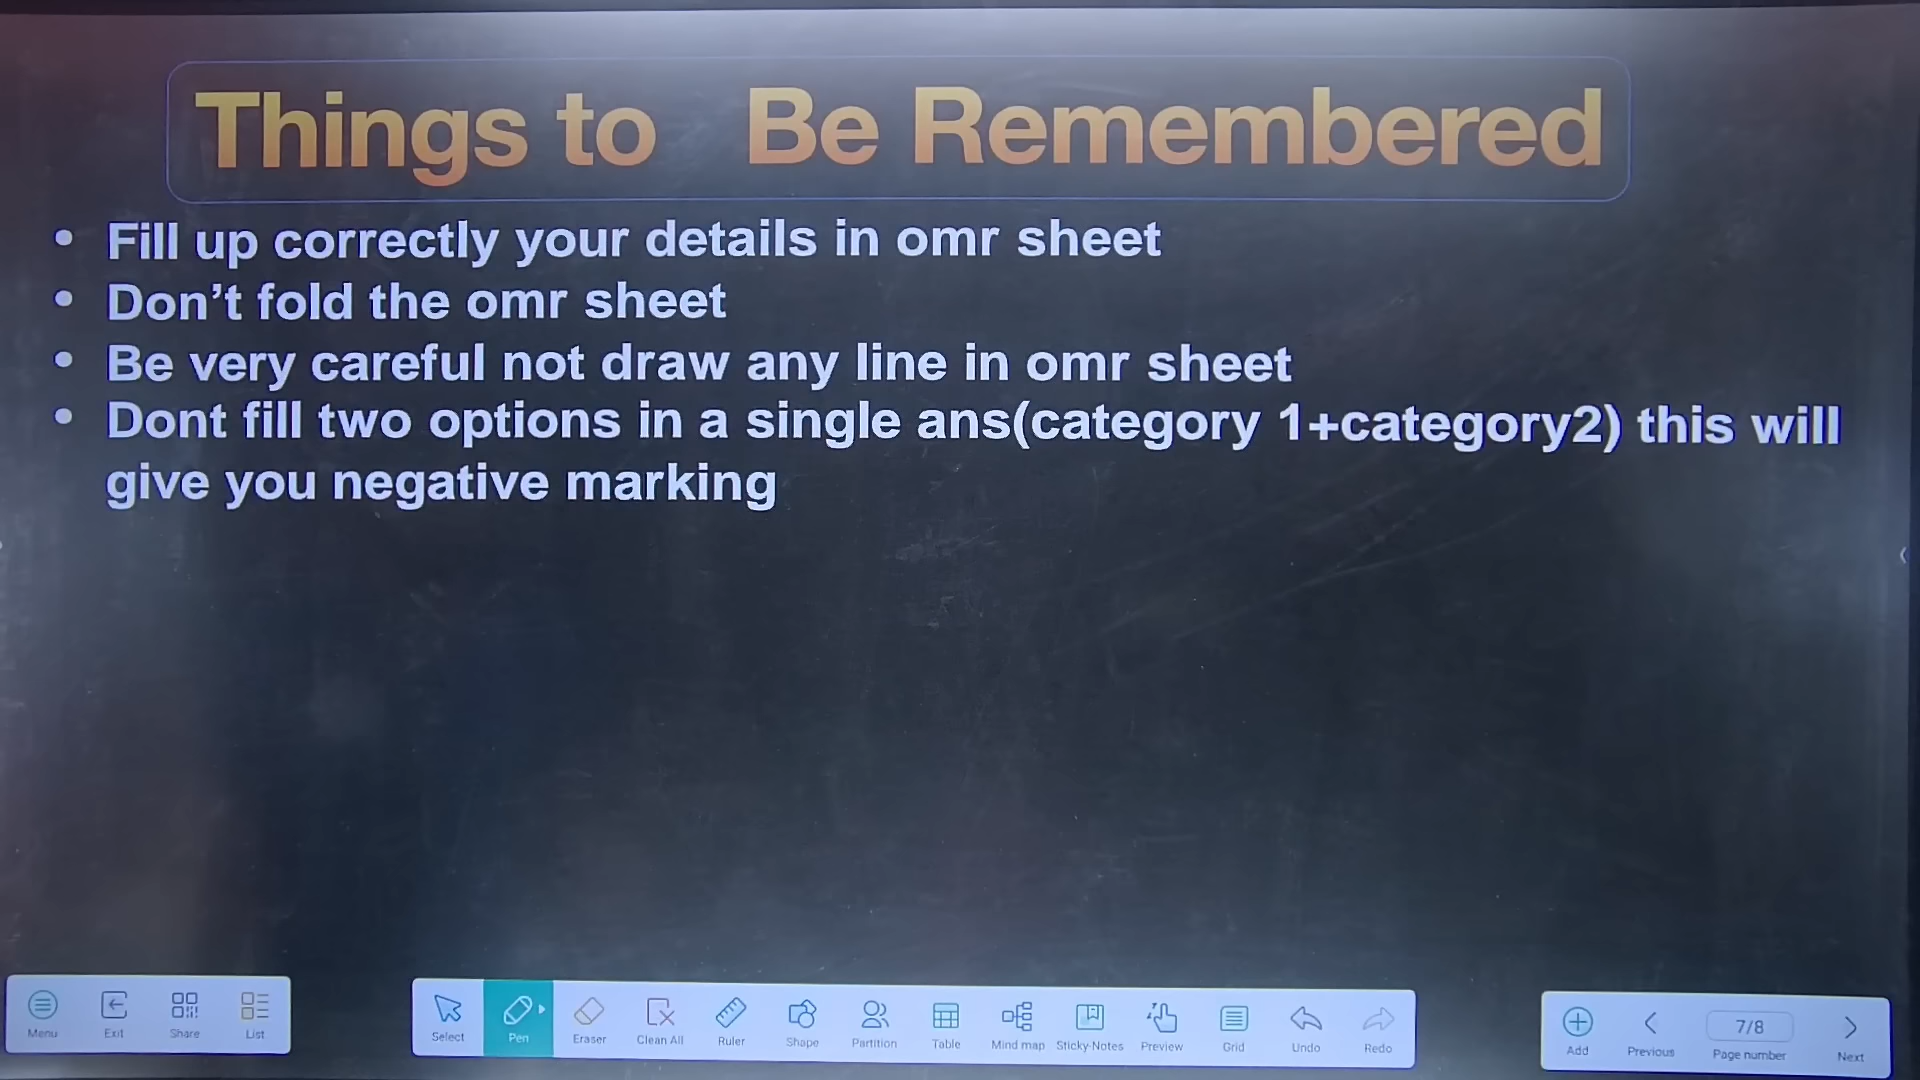 Things to Be Remembered
• Fill up correctly your details in omr sheet
• Don’t fold the omr sheet
• Be very careful not draw any line in omr sheet
• Dont fill two options in a single ans(category 1+category2) this will
give you negative marking
Menu Exit Share List
Select Pen Eraser Clean All Ruler Shape Partition Table Mind map Sticky-Notes Preview Grid Undo Redo
Add Previous 7/8 Page number Next